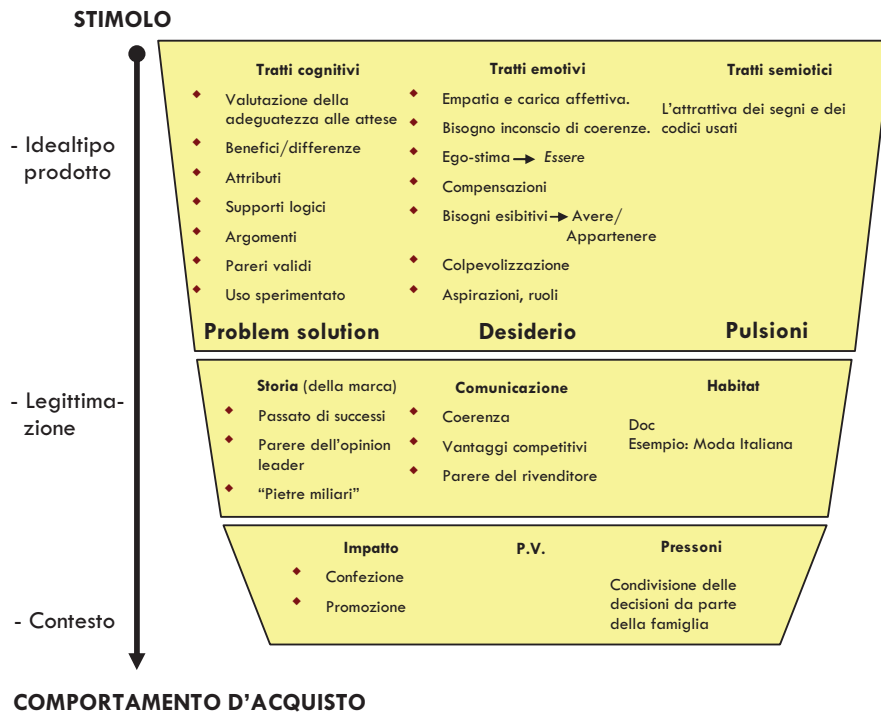 STIMOLO
- Idealtipo
prodotto
Tratti cognitivi
Valutazione della
adeguatezza alle attese
Benefici/differenze
Attributi
Supporti logici
Argomenti
Pareri validi
Uso sperimentato
Problem solution
Tratti emotivi
Empatia e carica affettiva.
Bisogno inconscio di coerenze.
Ego-stima → Essere
Compensazioni
Bisogni esibitivi → Avere/
Appartenere
Colpevolizzazione
Aspirazioni, ruoli
Desiderio
Tratti semiotici
L'attrattiva dei segni e dei
codici usati
Pulsioni
- Legittima-
zione
Storia (della marca)
Passato di successi
Parere dell'opinion
leader
“Pietre miliari”
Comunicazione
Coerenza
Vantaggi competitivi
Parere del rivenditore
Habitat
Doc
Esempio: Moda Italiana
- Contesto
Impatto
Confezione
Promozione
P.V.
Pressoni
Condivisione delle
decisioni da parte
della famiglia
COMPORTAMENTO D'ACQUISTO